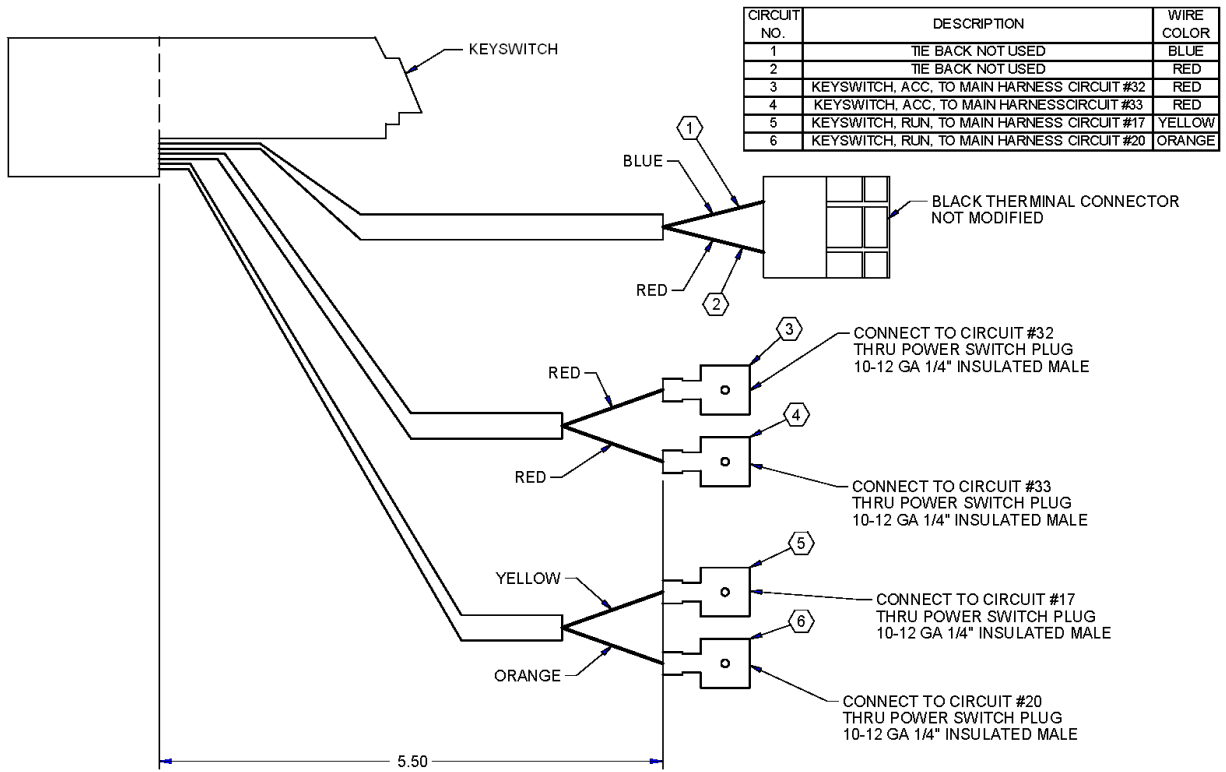 CIRCUIT NO. DESCRIPTION WIRE COLOR
1 TIE BACK NOT USED BLUE
2 TIE BACK NOT USED RED
3 KEYSWITCH, ACC, TO MAIN HARNESS CIRCUIT #32 RED
4 KEYSWITCH, ACC, TO MAIN HARNESSCIRCUIT #33 RED
5 KEYSWITCH, RUN, TO MAIN HARNESS CIRCUIT #17 YELLOW
6 KEYSWITCH, RUN, TO MAIN HARNESS CIRCUIT #20 ORANGE
KEYSWITCH
1
BLUE
BLACK THERMINAL CONNECTOR
NOT MODIFIED
RED
2
3
CONNECT TO CIRCUIT #32
THRU POWER SWITCH PLUG
10-12 GA 1/4" INSULATED MALE
RED
4
RED
CONNECT TO CIRCUIT #33
THRU POWER SWITCH PLUG
10-12 GA 1/4" INSULATED MALE
5
YELLOW
CONNECT TO CIRCUIT #17
THRU POWER SWITCH PLUG
10-12 GA 1/4" INSULATED MALE
6
ORANGE
CONNECT TO CIRCUIT #20
THRU POWER SWITCH PLUG
10-12 GA 1/4" INSULATED MALE
5.50